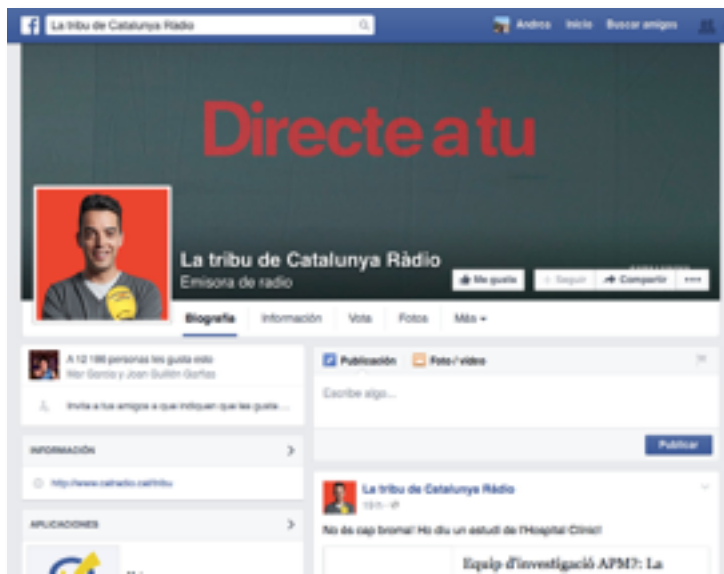 La tribu de Catalunya Ràdio
Andrea Inicio Buscar amigos
Directe a tu
La tribu de Catalunya Ràdio
Emisora de radio
Me gusta Seguir Compartir
Biografía Información Vota Fotos Más
A 12 186 personas les gusta esto
Mar Garcia y Joan Guillén Garfias
Invita a tus amigos a que indiquen que les gusta ...
INFORMACIÓN
http://www.catradio.cat/tribu
APLICACIONES
Publicación Foto / vídeo
Escribe algo...
Publicar
La tribu de Catalunya Ràdio
No és cap broma! Ho diu un estudi de l'Hospital Clínic!
Equip d'investigació APM?: La